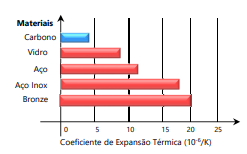 Materiais
Carbono
Vidro
Aço
Aço Inox
Bronze
0 5 10 15 20 25
Coeficiente de Expansão Térmica (10-⁶/K)